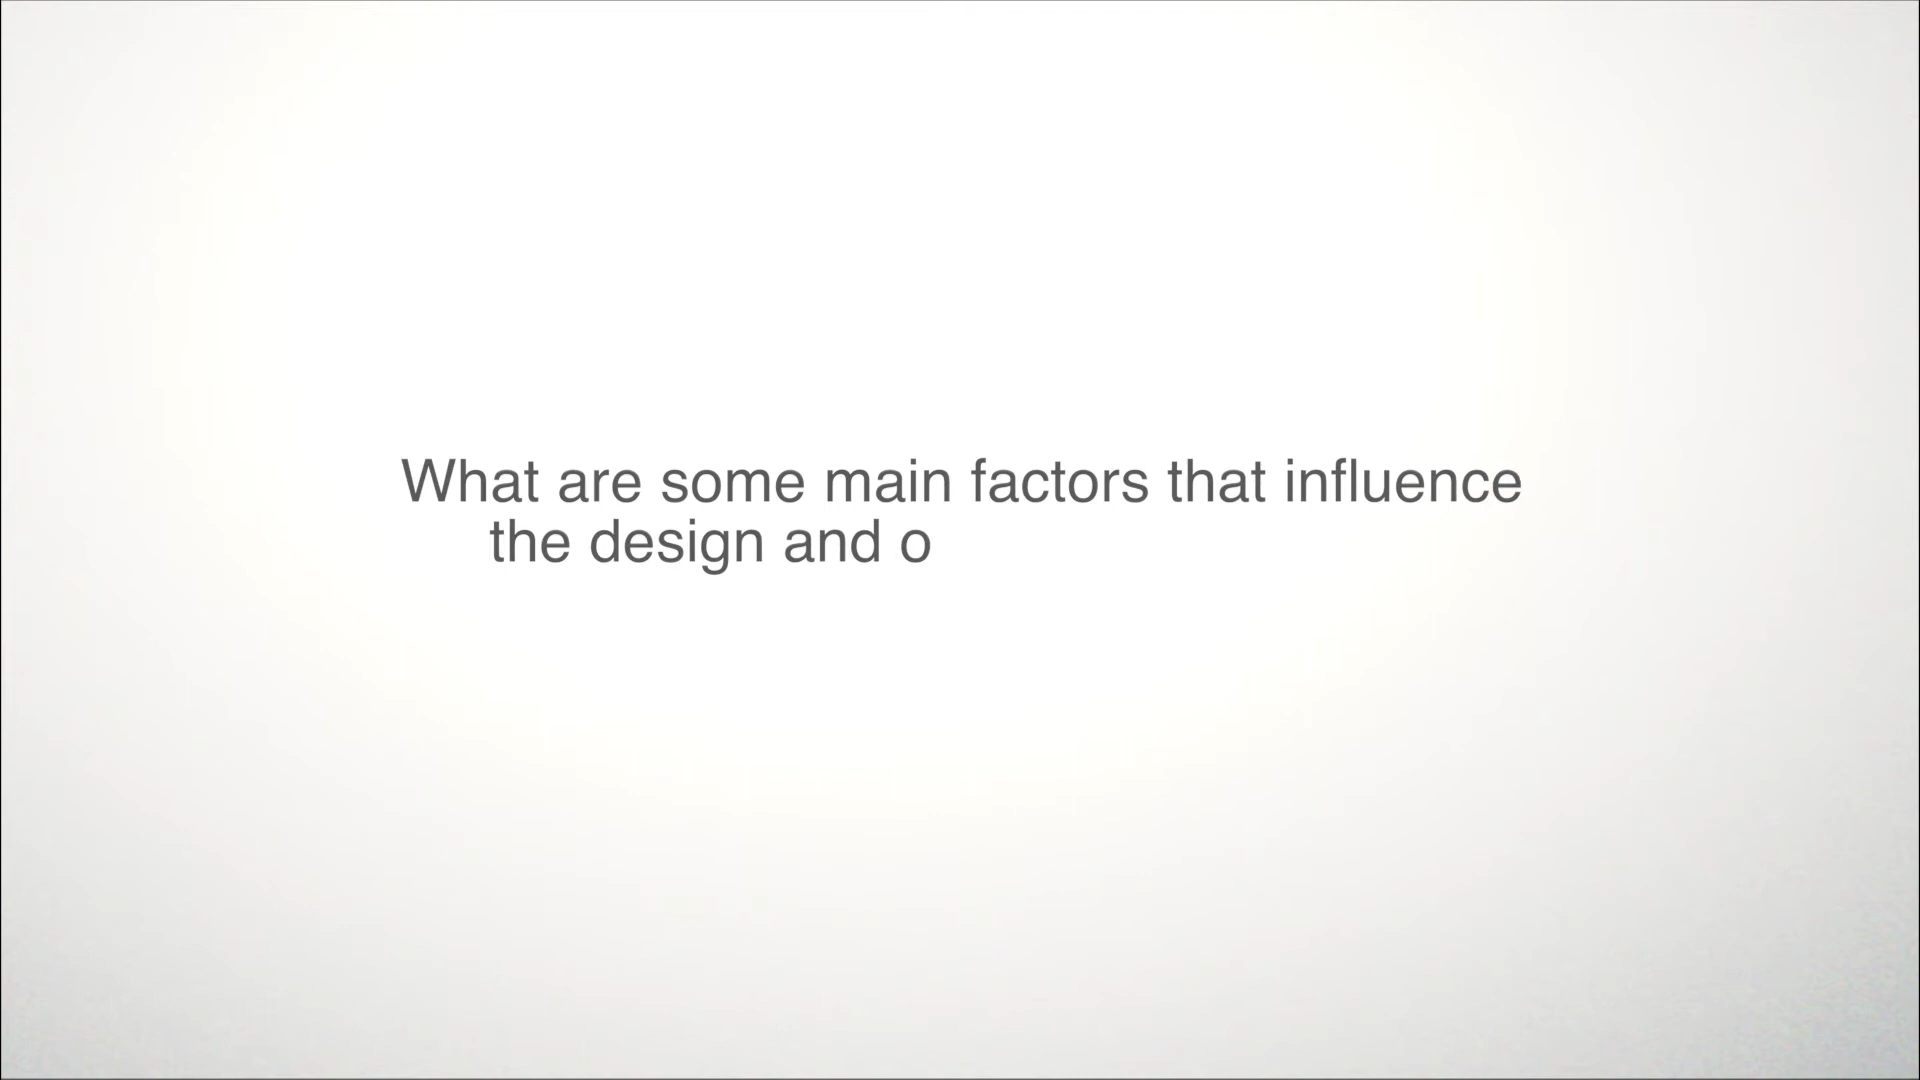 What are some main factors that influence
the design and o